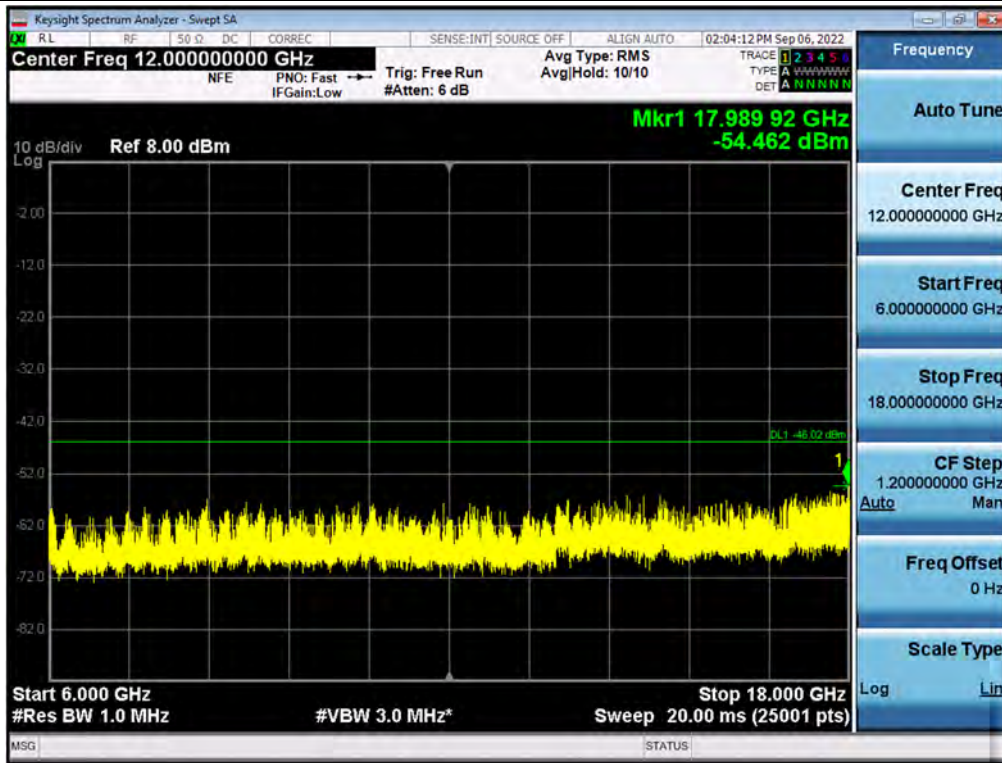 Keysight Spectrum Analyzer - Swept SA
LXI RL RF 50 Ω DC CORREC SENSE:INT SOURCE OFF ALIGN AUTO 02:04:12 PM Sep 06, 2022
Center Freq 12.000000000 GHz
NFE
PNO: Fast
IFGain:Low
Trig: Free Run
#Atten: 6 dB
Avg Type: RMS
Avg|Hold: 10/10
TRACE 1 2 3 4 5 6
TYPE A WWWWW
DET A N N N N N
Mkr1 17.989 92 GHz
-54.462 dBm
10 dB/div Ref 8.00 dBm
Log
-2.00
-12.0
-22.0
-32.0
-42.0
DL1 -46.02 dBm
1
-52.0
-62.0
-72.0
-82.0
Start 6.000 GHz Stop 18.000 GHz
#Res BW 1.0 MHz #VBW 3.0 MHz* Sweep 20.00 ms (25001 pts)
MSG STATUS
Frequency
Auto Tune
Center Freq
12.000000000 GHz
Start Freq
6.000000000 GHz
Stop Freq
18.000000000 GHz
CF Step
1.200000000 GHz
Auto Man
Freq Offset
0 Hz
Scale Type
Log Lin